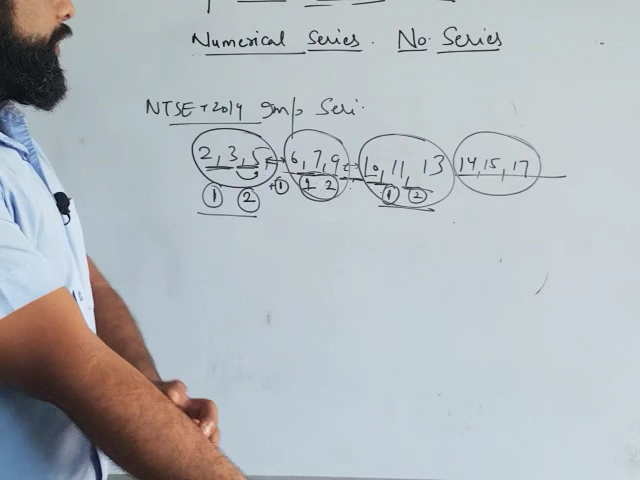 Numerical Series. No. Series
NTSE + 2019 Imp Seri.
2, 3, 5 6, 7, 9 10, 11, 13 14, 15, 17
1 2 +1 1 2 1 2